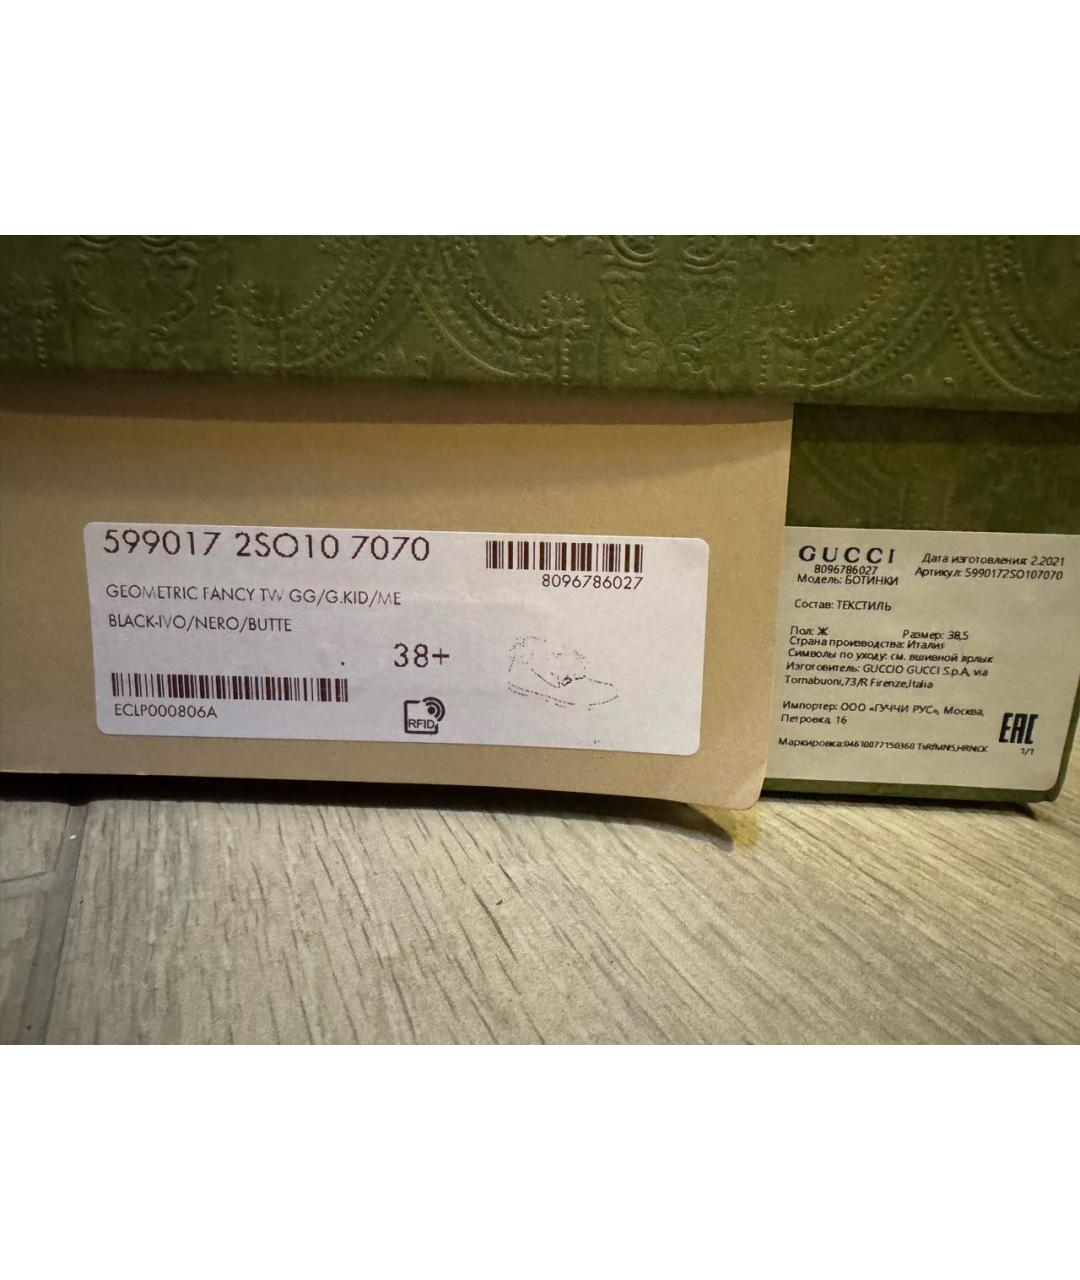 599017 2SO10 7070
8096786027
GEOMETRIC FANCY TW GG/G.KID/ME
BLACK-IVO/NERO/BUTTE
38+
ECLP000806A
RFID
GUCCI
8096786027
Дата изготовления: 2.2021
Модель: БОТИНКИ
Артикул: 5990172SO107070
Состав: ТЕКСТИЛЬ
Пол: Ж
Размер: 38,5
Страна производства: Италия
Символы по уходу: см. вшивной ярлык
Изготовитель: GUCCIO GUCCI S.p.A, via
Tornabuoni,73/R Firenze,Italia
Импортер: ООО «ГУЧЧИ РУС», Москва,
Петровка, 16
Маркировка:04610077150360
EAC
1/1